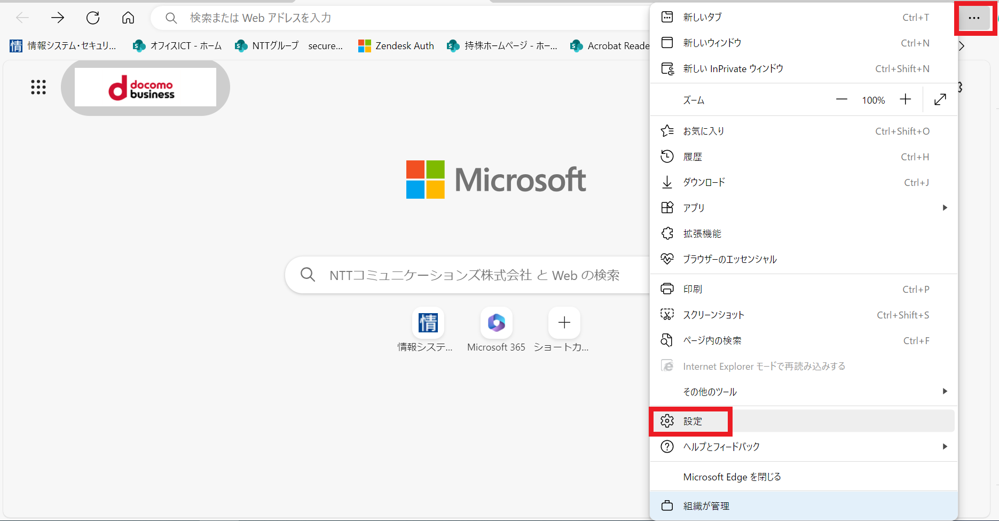 検索または Web アドレスを入力
情報システム・セキュリ...
オフィスICT - ホーム
NTTグループ secure...
Zendesk Auth
持株ホームページ - ホー...
Acrobat Reade
docomo
business
Microsoft
NTTコミュニケーションズ株式会社 と Web の検索
情
情報システ...
Microsoft 365
ショートカ...
新しいタブ Ctrl+T
新しいウィンドウ Ctrl+N
新しい InPrivate ウィンドウ Ctrl+Shift+N
ズーム 100%
お気に入り Ctrl+Shift+O
履歴 Ctrl+H
ダウンロード Ctrl+J
アプリ
拡張機能
ブラウザーのエッセンシャル
印刷 Ctrl+P
スクリーンショット Ctrl+Shift+S
ページ内の検索 Ctrl+F
Internet Explorer モードで再読み込みする
その他のツール
設定
ヘルプとフィードバック
Microsoft Edge を閉じる
組織が管理